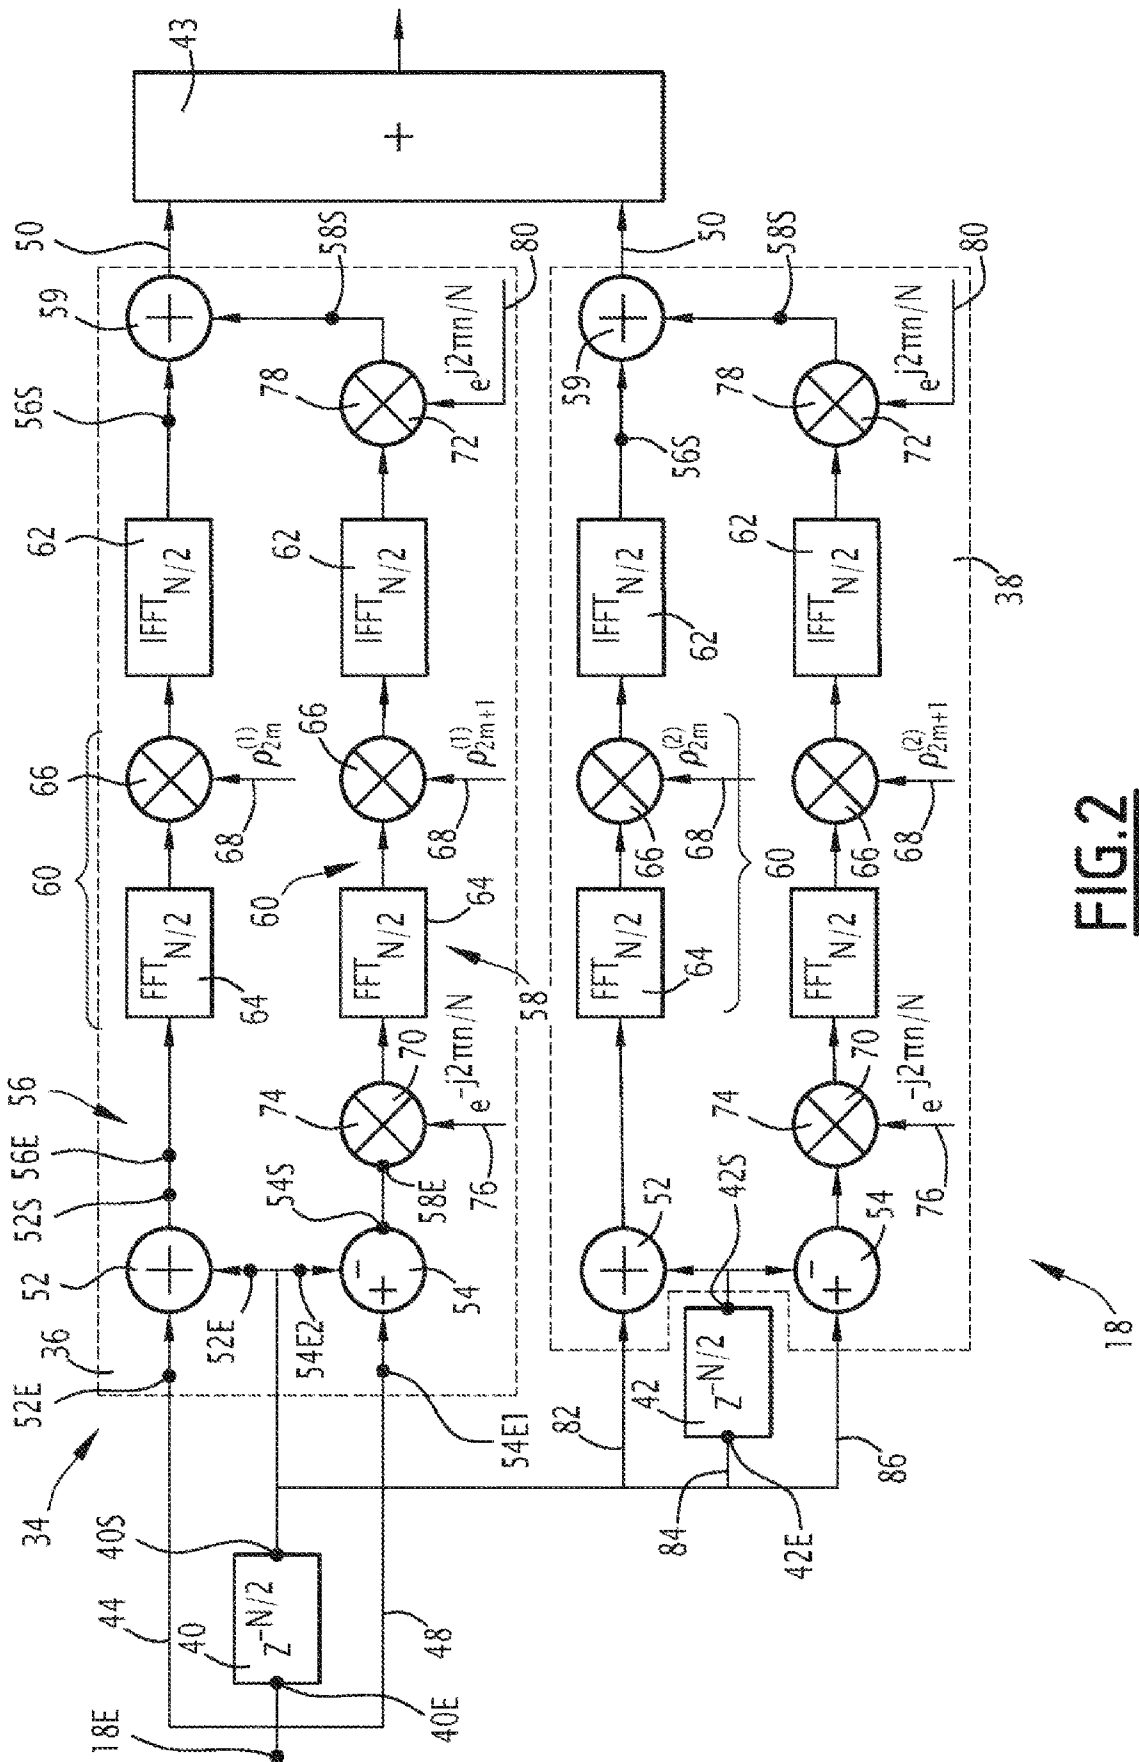 18E
40E
40
Z^-N/2
40S
44
48
34
36
52E
52E
52
52S
56E
56
54E1
54E2
54
+
-
54S
58E
74
70
76
e^-j2πn/N
58
60
FFT N/2
64
66
68
ρ2m^(1)
IFFT N/2
62
56S
59
+
50
43
+
60
FFT N/2
64
66
68
ρ2m+1^(1)
IFFT N/2
62
78
72
58S
80
e^j2πn/N
84
42E
42
Z^-N/2
42S
82
86
52
+
54
+
-
FFT N/2
64
60
66
68
ρ2m^(2)
IFFT N/2
62
56S
59
+
50
74
70
76
e^-j2πn/N
FFT N/2
66
68
ρ2m+1^(2)
IFFT N/2
62
78
72
58S
80
e^j2πn/N
38
18
FIG.2